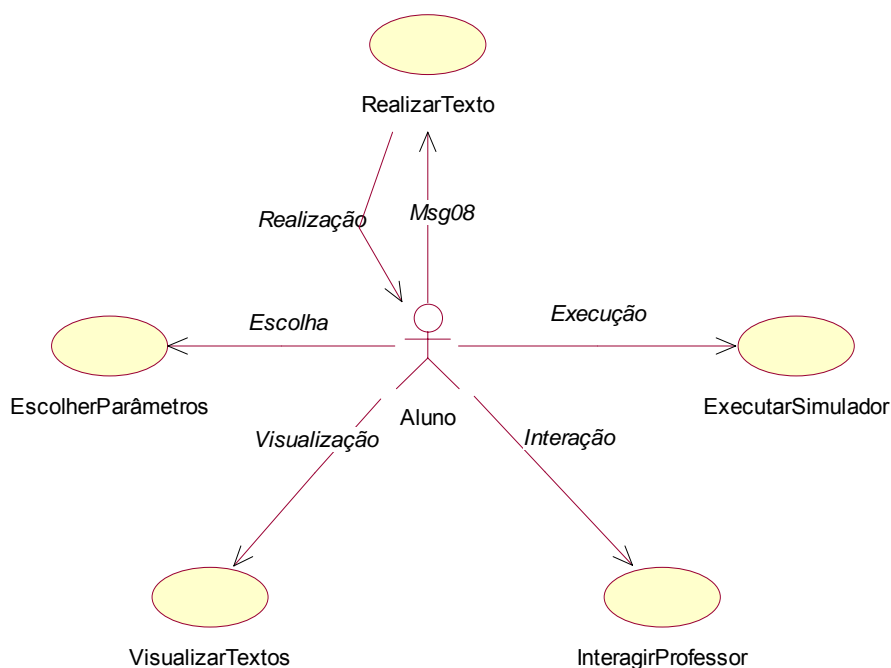 RealizarTexto
Realização
Msg08
Escolha
Execução
EscolherParâmetros
Aluno
ExecutarSimulador
Visualização
Interação
VisualizarTextos
InteragirProfessor